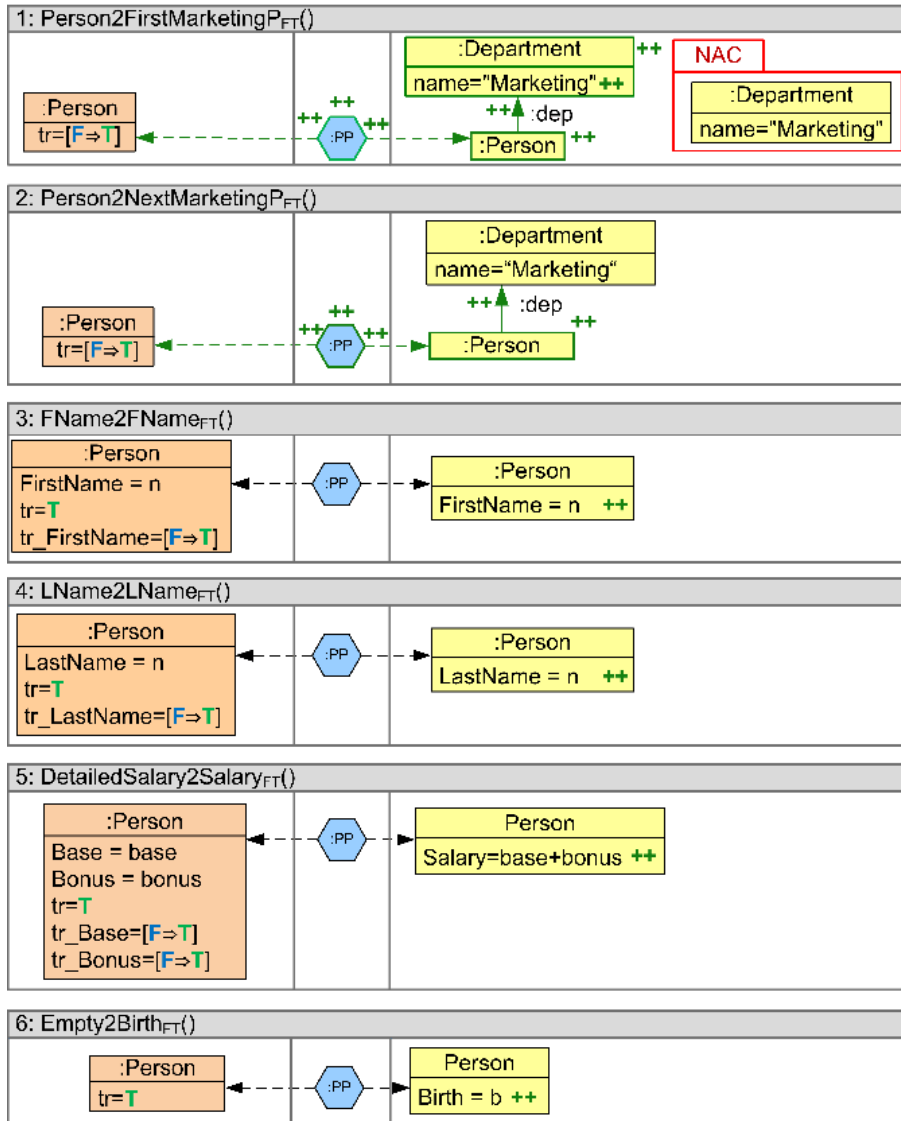 1: Person2FirstMarketingP_FT()
:Department ++
name="Marketing" ++
NAC
:Department
name="Marketing"
++ :dep
:Person
tr=[F⇒T]
++
++ :PP ++
:Person ++
2: Person2NextMarketingP_FT()
:Department
name="Marketing"
++ :dep
:Person
tr=[F⇒T]
++
++ :PP ++
:Person ++
3: FName2FName_FT()
:Person
FirstName = n
tr=T
tr_FirstName=[F⇒T]
:PP
:Person
FirstName = n ++
4: LName2LName_FT()
:Person
LastName = n
tr=T
tr_LastName=[F⇒T]
:PP
:Person
LastName = n ++
5: DetailedSalary2Salary_FT()
:Person
Base = base
Bonus = bonus
tr=T
tr_Base=[F⇒T]
tr_Bonus=[F⇒T]
:PP
Person
Salary=base+bonus ++
6: Empty2Birth_FT()
:Person
tr=T
:PP
Person
Birth = b ++